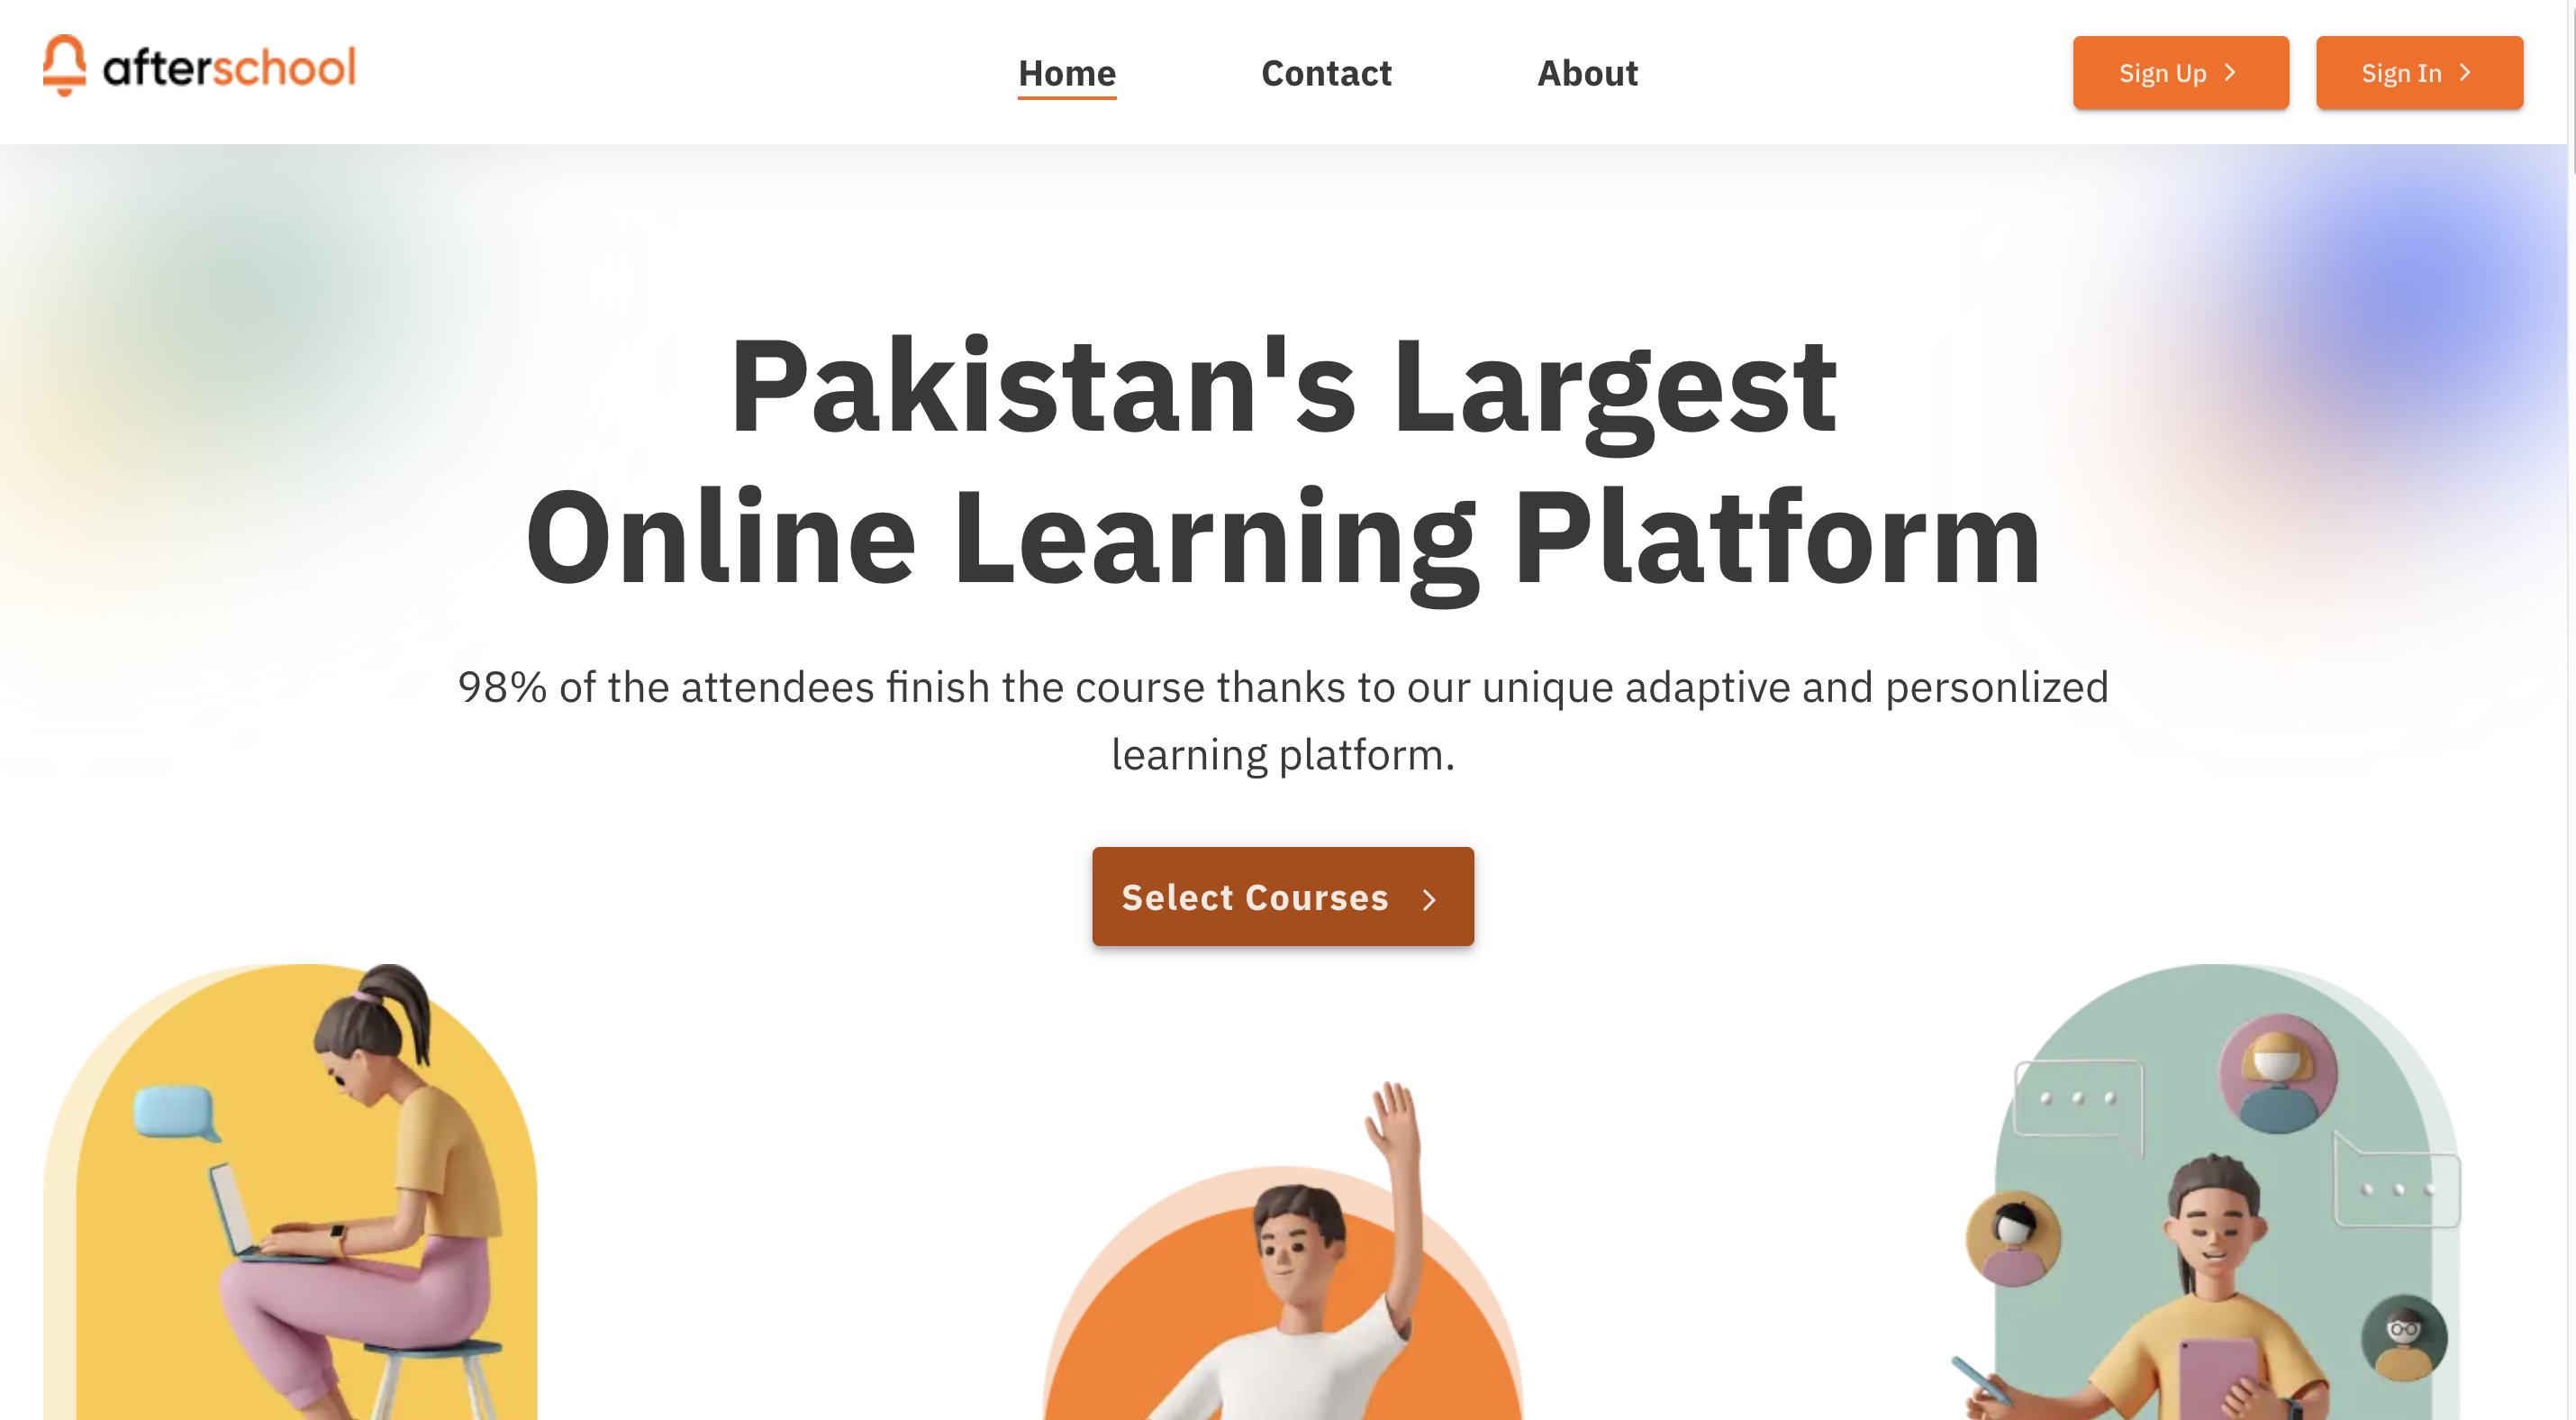 afterschool
Home
Contact
About
Sign Up
Sign In
Pakistan's Largest
Online Learning Platform
98% of the attendees finish the course thanks to our unique adaptive and personlized
learning platform.
Select Courses